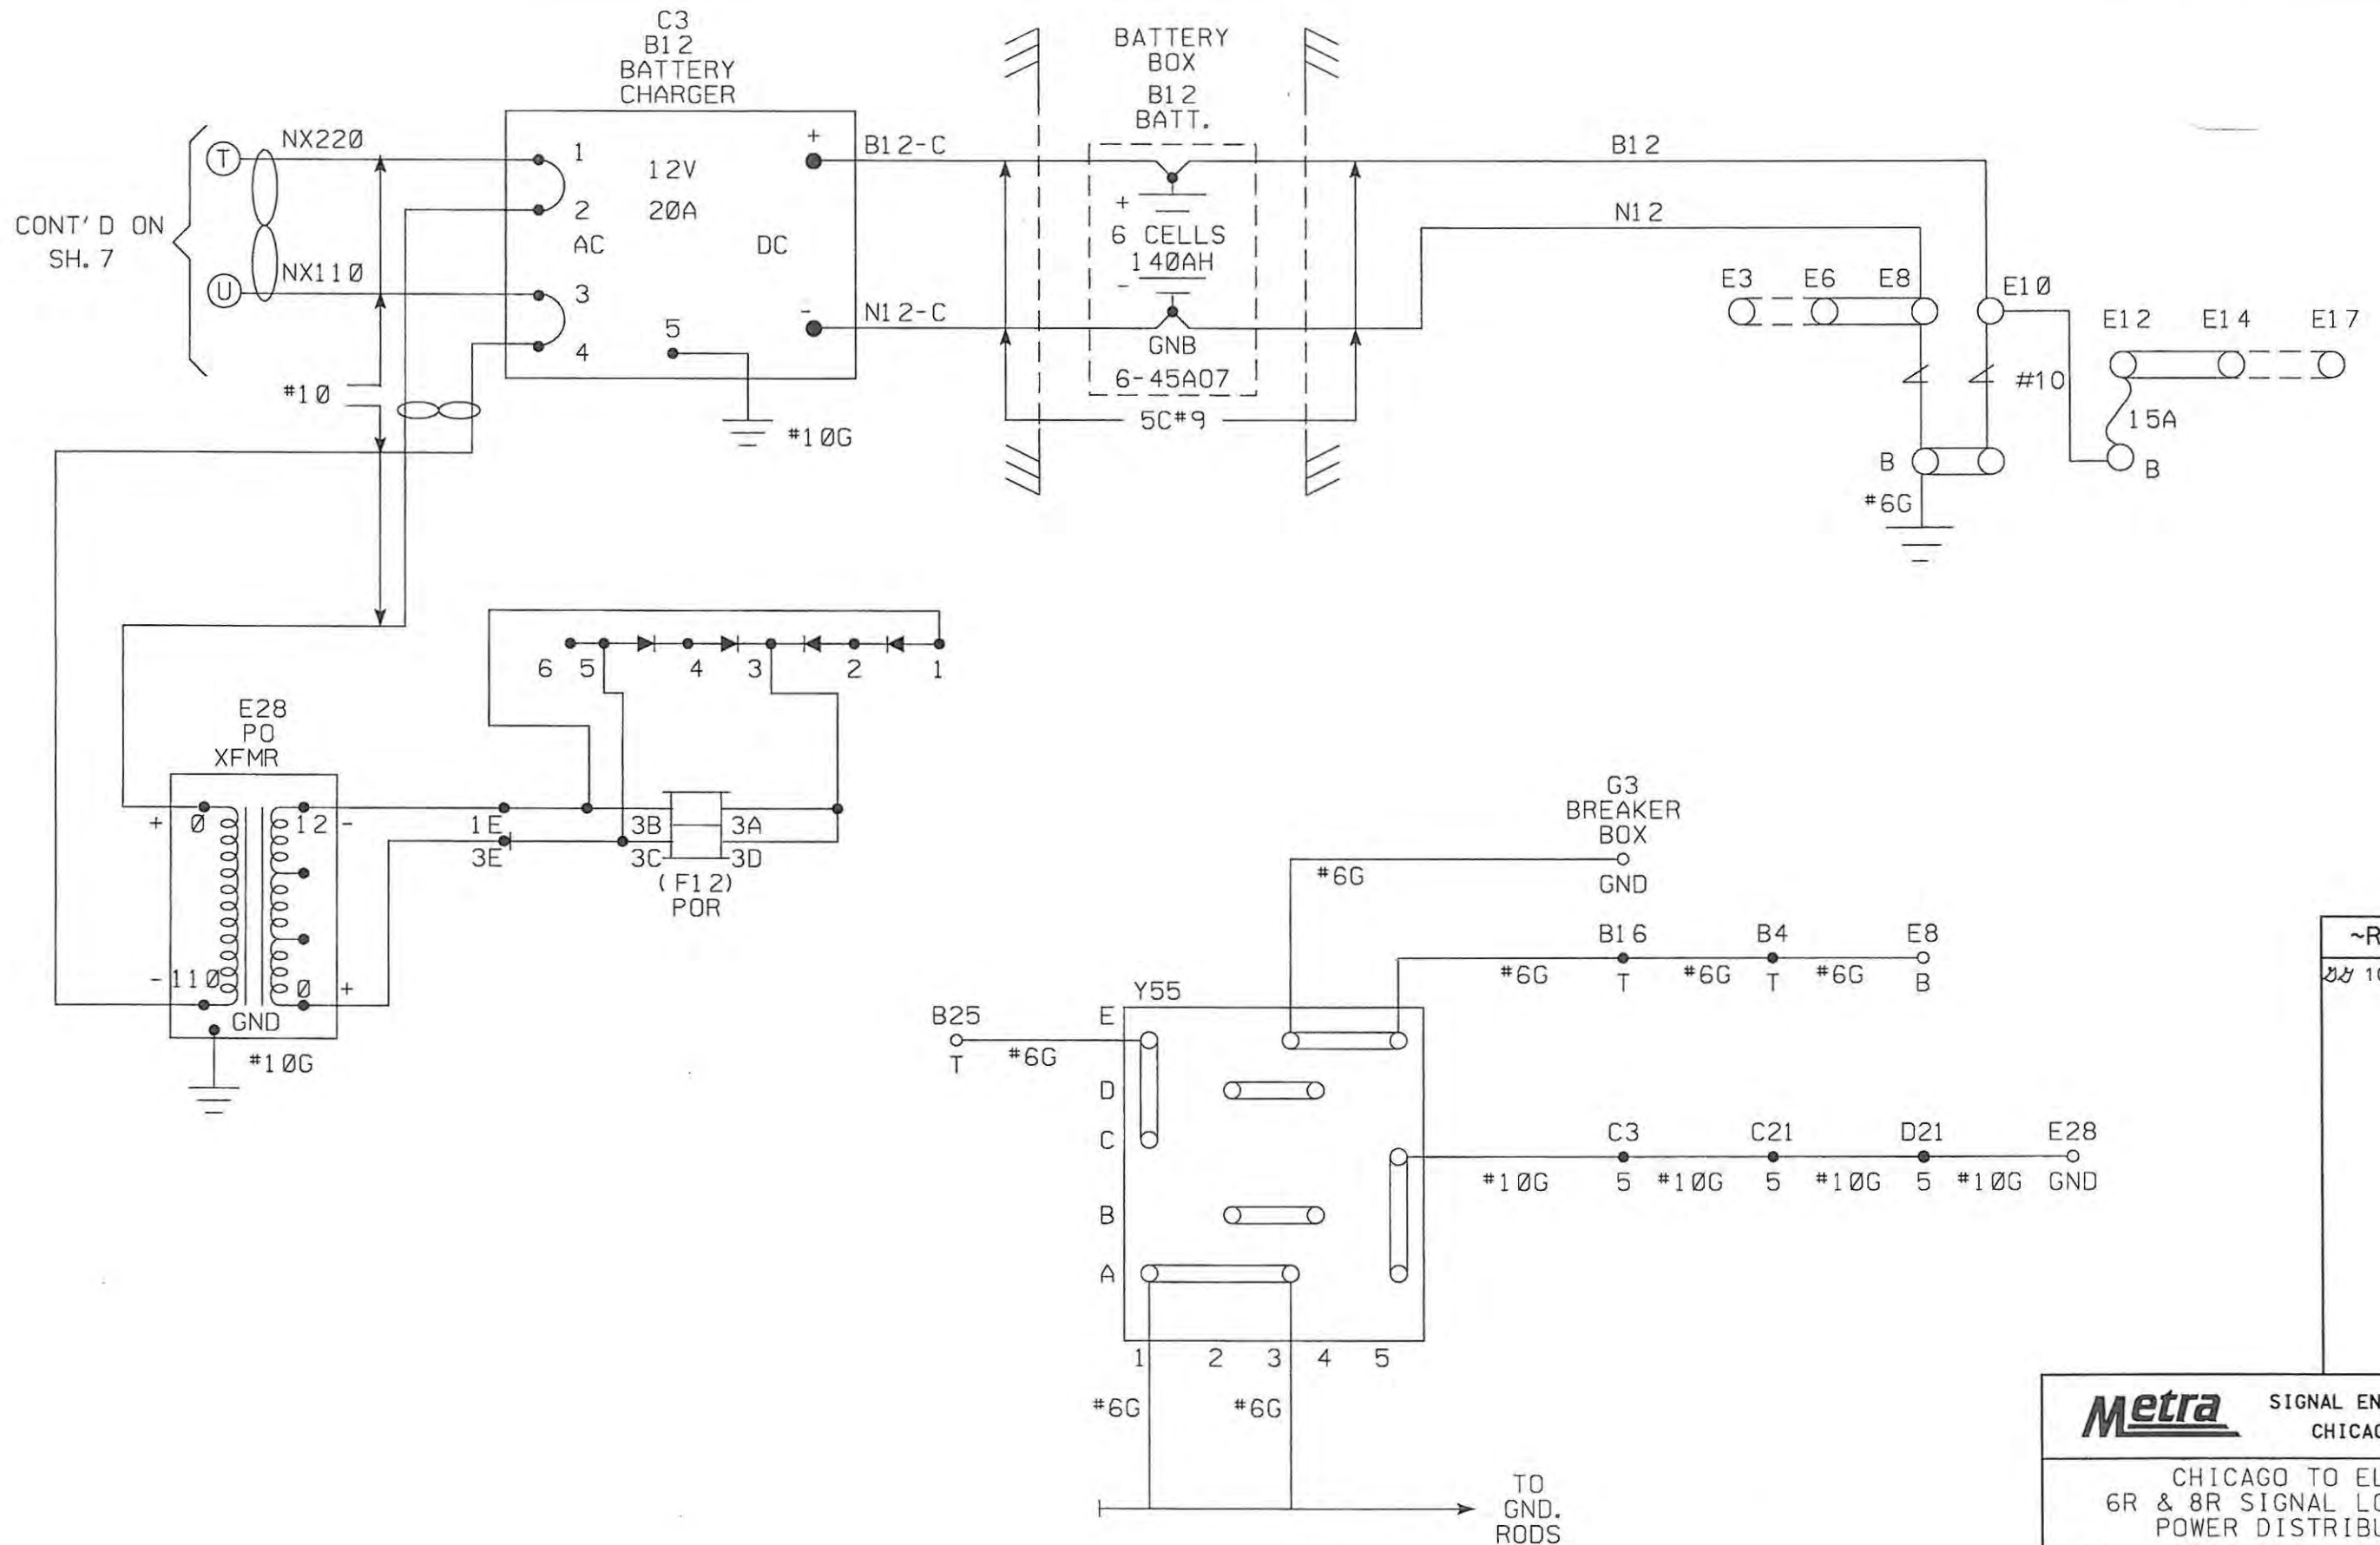 C3
B12
BATTERY
CHARGER
BATTERY
BOX
B12
BATT.
CONT'D ON
SH. 7
T
NX220
U
NX110
1
2
AC
3
4
12V
20A
DC
5
+
-
#10G
B12-C
N12-C
+
6 CELLS
140AH
-
GNB
6-45A07
5C#9
B12
N12
E3 E6 E8
E10
E12 E14 E17
#10
15A
B
B
#6G
#10
6 5 4 3 2 1
E28
PO
XFMR
+ 0 12 -
- 110 0 +
GND
#10G
1E
3E
3B 3A
3C 3D
(F12)
POR
G3
BREAKER
BOX
GND
#6G
B16 B4 E8
#6G T #6G T #6G B
B25
T
#6G
Y55
E
D
C
B
A
1 2 3 4 5
C3 C21 D21 E28
#10G 5 #10G 5 #10G 5 #10G GND
#6G #6G
TO
GND.
RODS
~R
10
Metra
SIGNAL EN
CHICAG
CHICAGO TO EL
6R & 8R SIGNAL LO
POWER DISTRIBU